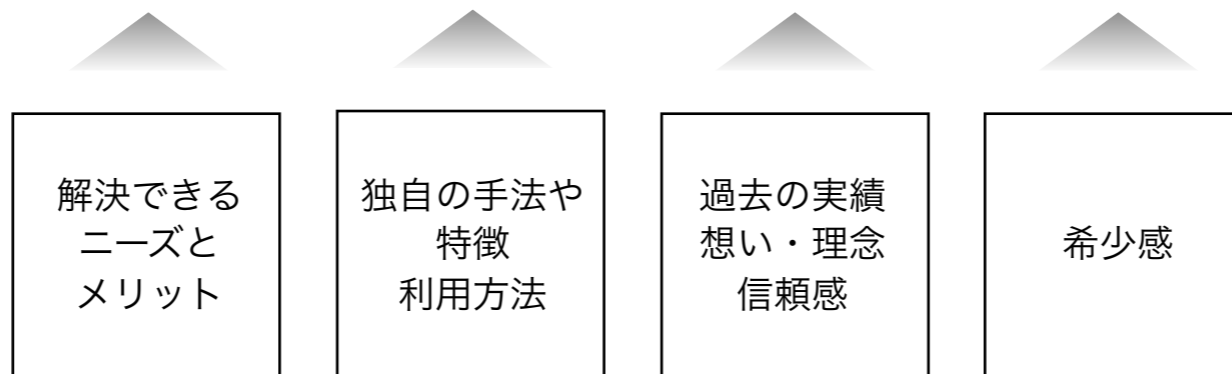 解決できる
ニーズと
メリット
独自の手法や
特徴
利用方法
過去の実績
想い・理念
信頼感
希少感